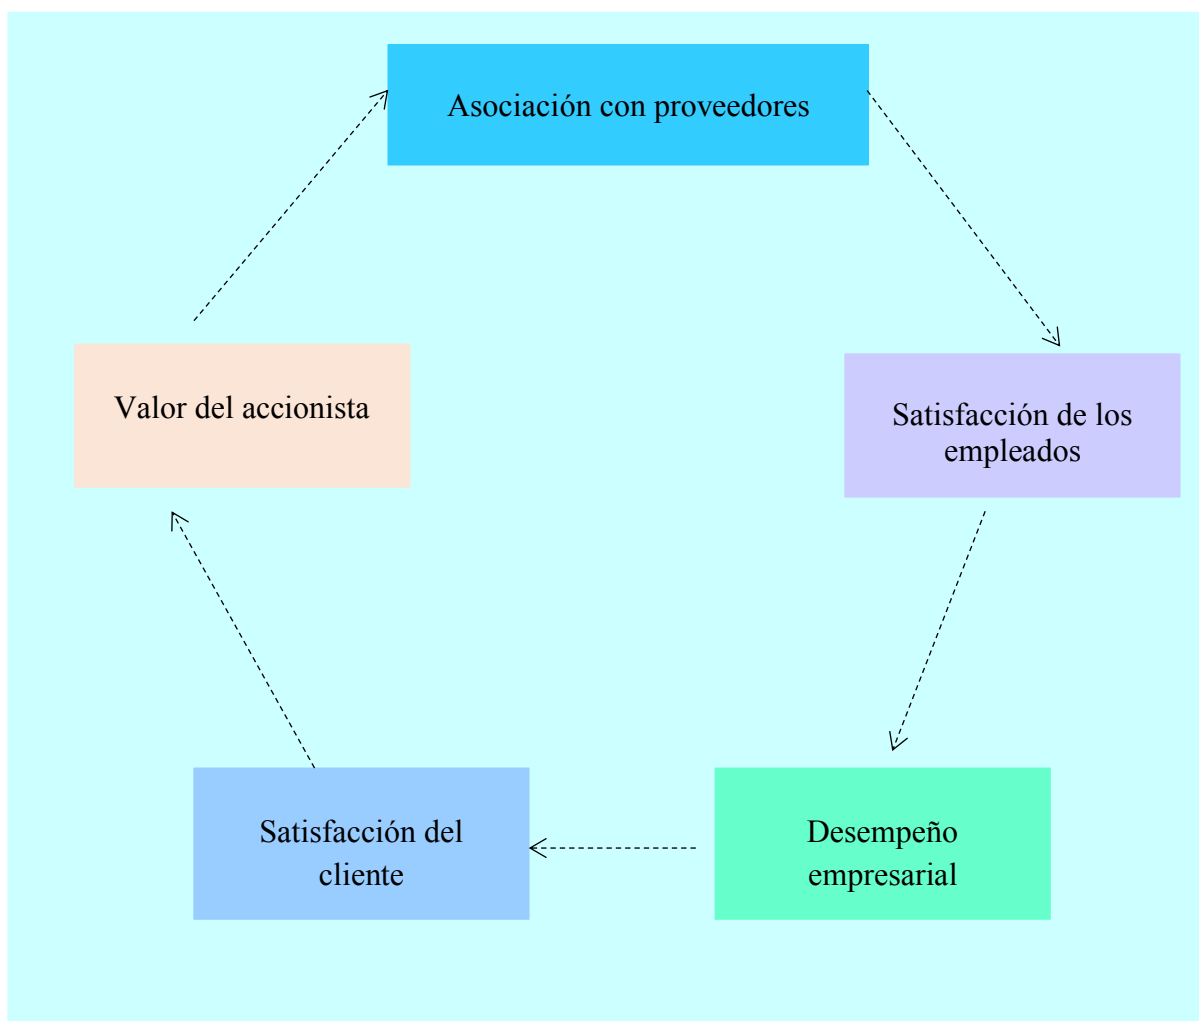 Asociación con proveedores
Valor del accionista
Satisfacción de los
empleados
Satisfacción del
cliente
Desempeño
empresarial